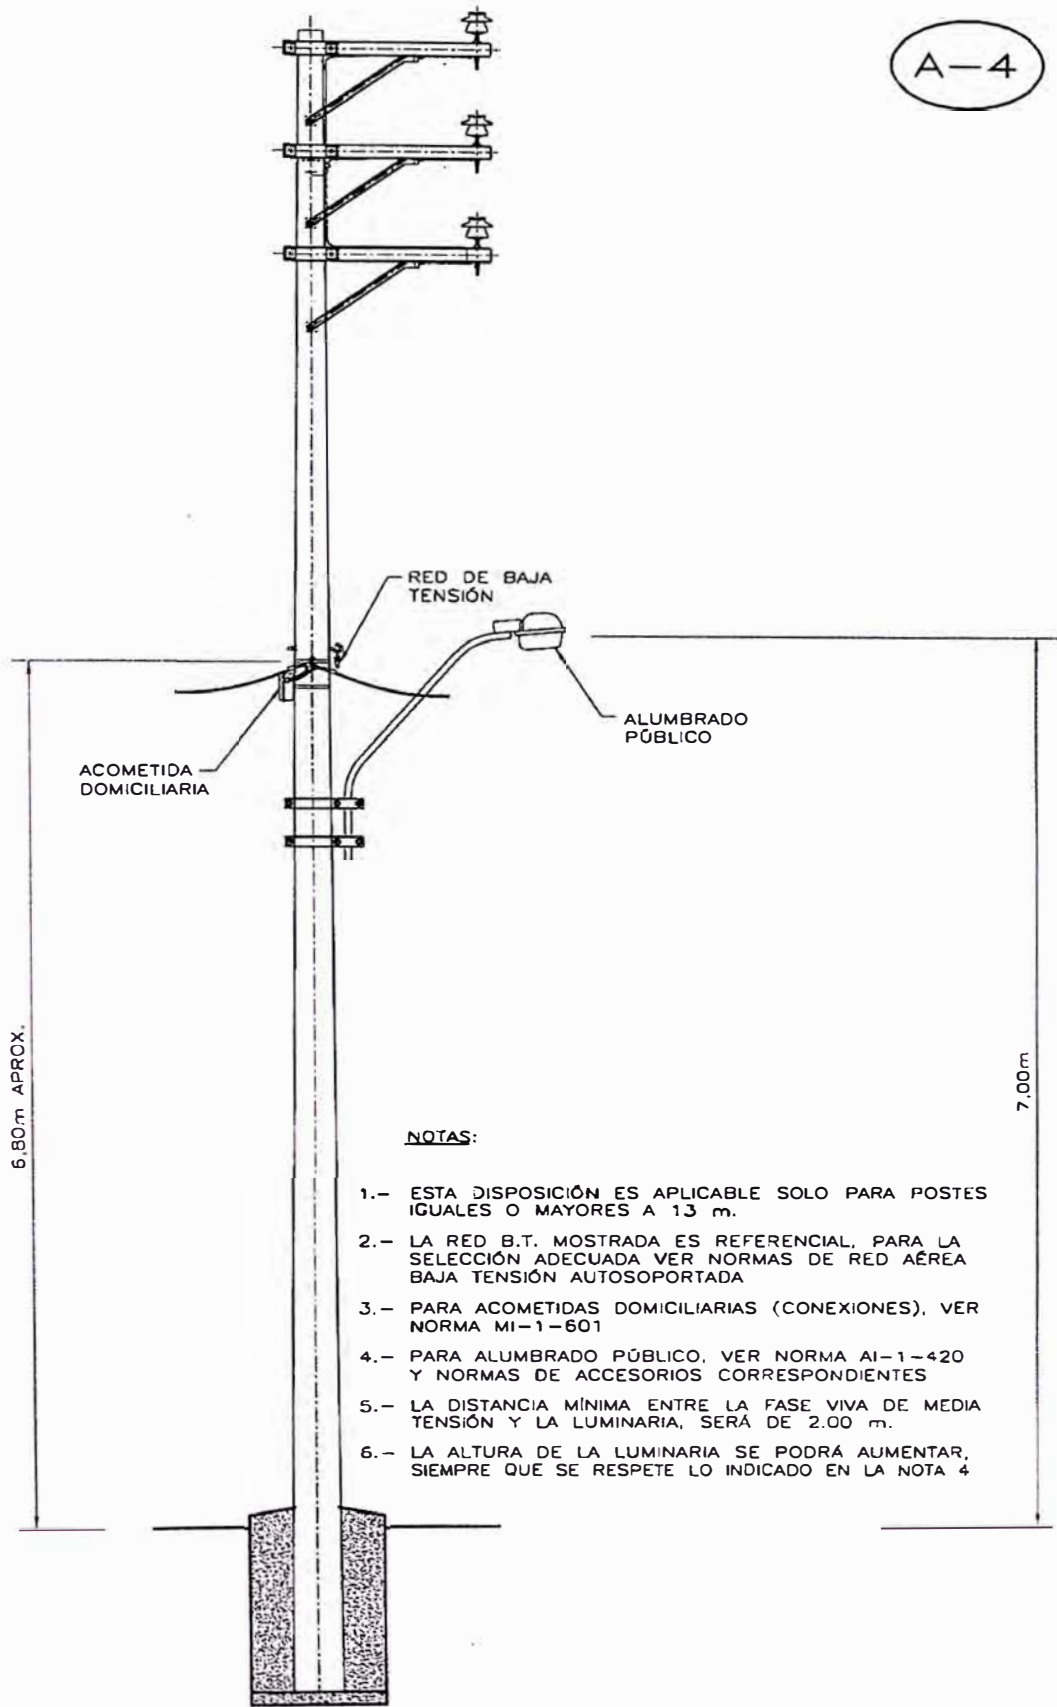 A-4
RED DE BAJA
TENSIÓN
ALUMBRADO
PÚBLICO
ACOMETIDA
DOMICILIARIA
6,80m APROX.
7,00m
NOTAS:
1.- ESTA DISPOSICIÓN ES APLICABLE SOLO PARA POSTES
IGUALES O MAYORES A 13 m.
2.- LA RED B.T. MOSTRADA ES REFERENCIAL, PARA LA
SELECCIÓN ADECUADA VER NORMAS DE RED AÉREA
BAJA TENSIÓN AUTOSOPORTADA
3.- PARA ACOMETIDAS DOMICILIARIAS (CONEXIONES), VER
NORMA MI-1-601
4.- PARA ALUMBRADO PÚBLICO, VER NORMA AI-1-420
Y NORMAS DE ACCESORIOS CORRESPONDIENTES
5.- LA DISTANCIA MÍNIMA ENTRE LA FASE VIVA DE MEDIA
TENSIÓN Y LA LUMINARIA, SERÁ DE 2.00 m.
6.- LA ALTURA DE LA LUMINARIA SE PODRÁ AUMENTAR,
SIEMPRE QUE SE RESPETE LO INDICADO EN LA NOTA 4